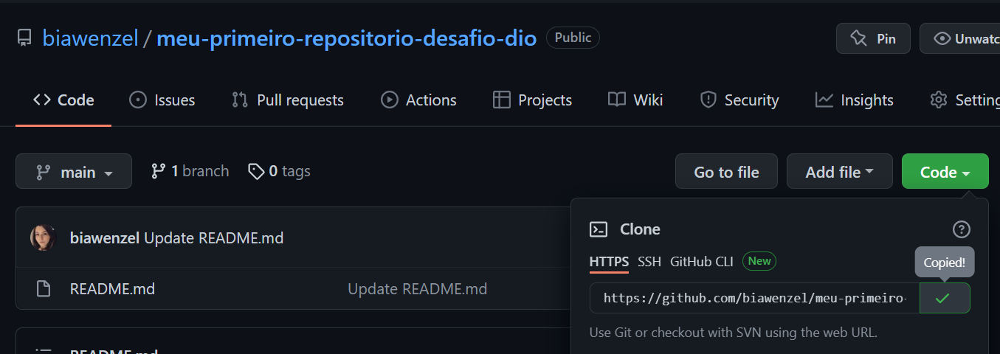 biawenzel / meu-primeiro-repositorio-desafio-dio Public Pin Unwatc
Code Issues Pull requests Actions Projects Wiki Security Insights Setting
main 1 branch 0 tags Go to file Add file Code
biawenzel Update README.md
README.md Update README.md
README.md
Clone
HTTPS SSH GitHub CLI New Copied!
https://github.com/biawenzel/meu-primeiro-
Use Git or checkout with SVN using the web URL.